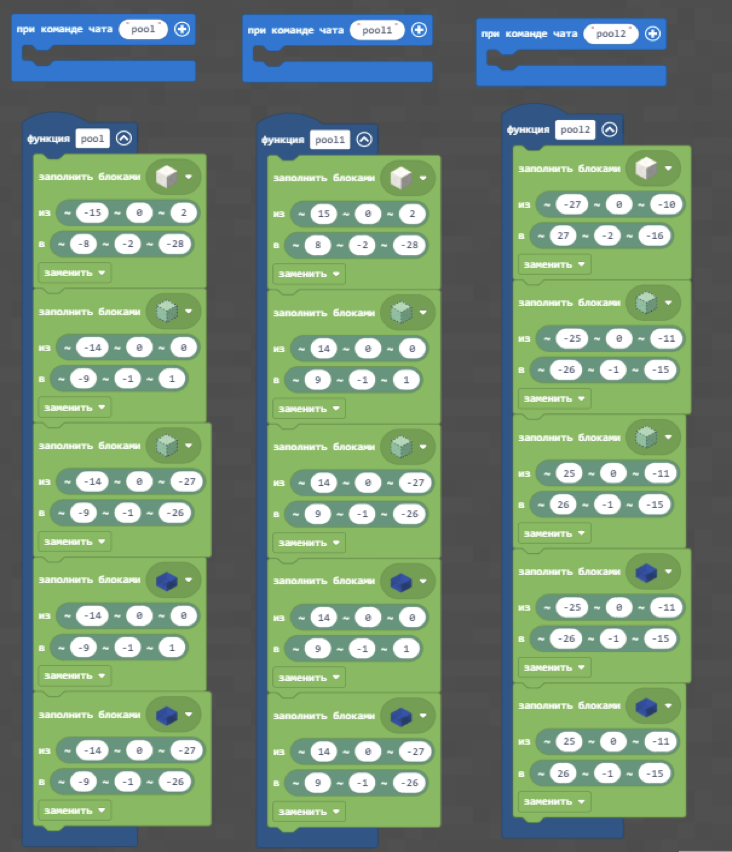 при команде чата "pool"
функция pool
заполнить блоками
из ~ -15 ~ 0 ~ 2
в ~ -8 ~ -2 ~ -28
заменить
заполнить блоками
из ~ -14 ~ 0 ~ 0
в ~ -9 ~ -1 ~ 1
заменить
заполнить блоками
из ~ -14 ~ 0 ~ -27
в ~ -9 ~ -1 ~ -26
заменить
заполнить блоками
из ~ -14 ~ 0 ~ 0
в ~ -9 ~ -1 ~ 1
заменить
заполнить блоками
из ~ -14 ~ 0 ~ -27
в ~ -9 ~ -1 ~ -26
заменить
при команде чата "pool1"
функция pool1
заполнить блоками
из ~ 15 ~ 0 ~ 2
в ~ 8 ~ -2 ~ -28
заменить
заполнить блоками
из ~ 14 ~ 0 ~ 0
в ~ 9 ~ -1 ~ 1
заменить
заполнить блоками
из ~ 14 ~ 0 ~ -27
в ~ 9 ~ -1 ~ -26
заменить
заполнить блоками
из ~ 14 ~ 0 ~ 0
в ~ 9 ~ -1 ~ 1
заменить
заполнить блоками
из ~ 14 ~ 0 ~ -27
в ~ 9 ~ -1 ~ -26
заменить
при команде чата "pool2"
функция pool2
заполнить блоками
из ~ -27 ~ 0 ~ -10
в ~ 27 ~ -2 ~ -16
заменить
заполнить блоками
из ~ -25 ~ 0 ~ -11
в ~ -26 ~ -1 ~ -15
заменить
заполнить блоками
из ~ 25 ~ 0 ~ -11
в ~ 26 ~ -1 ~ -15
заменить
заполнить блоками
из ~ -25 ~ 0 ~ -11
в ~ -26 ~ -1 ~ -15
заменить
заполнить блоками
из ~ 25 ~ 0 ~ -11
в ~ 26 ~ -1 ~ -15
заменить